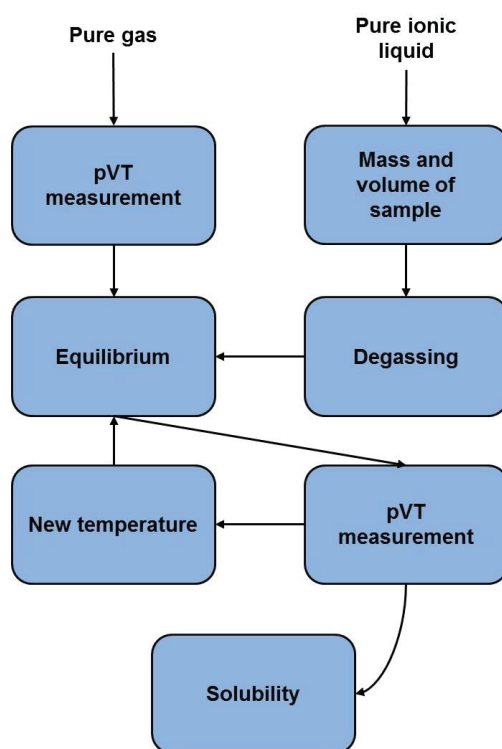 Pure gas
Pure ionic
liquid
pVT
measurement
Mass and
volume of
sample
Equilibrium
Degassing
New temperature
pVT
measurement
Solubility